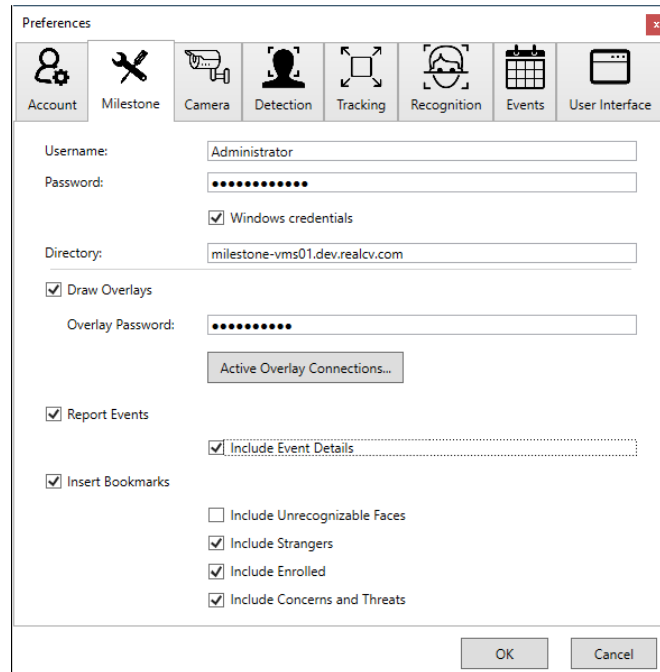 Preferences
x
Account Milestone Camera Detection Tracking Recognition Events User Interface
Username: Administrator
Password: ●●●●●●●●●●●●
Windows credentials
Directory: milestone-vms01.dev.realcv.com
Draw Overlays
Overlay Password: ●●●●●●●●●●
Active Overlay Connections...
Report Events
Include Event Details
Insert Bookmarks
Include Unrecognizable Faces
Include Strangers
Include Enrolled
Include Concerns and Threats
OK Cancel